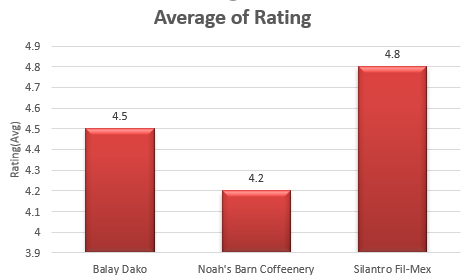 Average of Rating
4.9
4.8
4.7
4.6
4.5
4.4
4.3
4.2
4.1
4
3.9
Rating(Avg)
4.5
4.2
4.8
Balay Dako
Noah's Barn Coffeenery
Silantro Fil-Mex